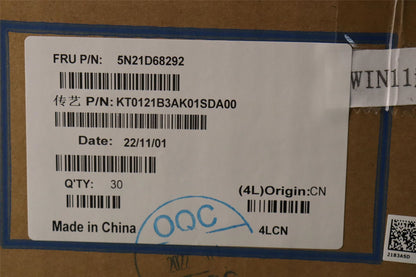 FRU P/N: 5N21D68292
传艺 P/N: KT0121B3AK01SDA00
Date: 22/11/01
Q'TY: 30
(4L)Origin:CN
Made in China
4LCN
OQC
WIN11
21B3ASD